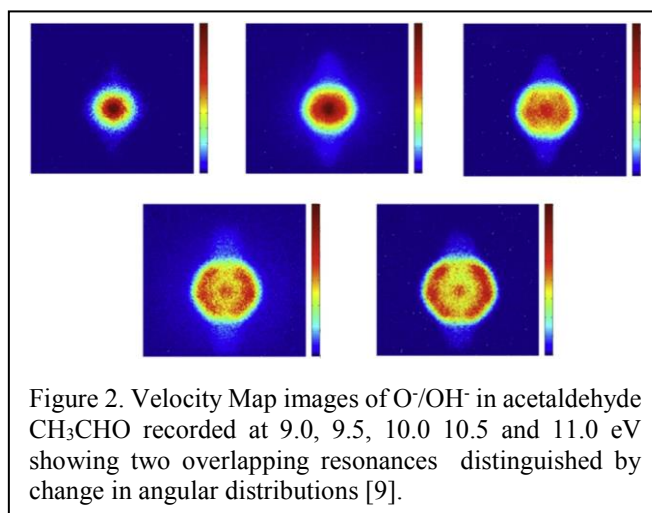 Figure 2. Velocity Map images of O⁻/OH⁻ in acetaldehyde
CH₃CHO recorded at 9.0, 9.5, 10.0 10.5 and 11.0 eV
showing two overlapping resonances distinguished by
change in angular distributions [9].